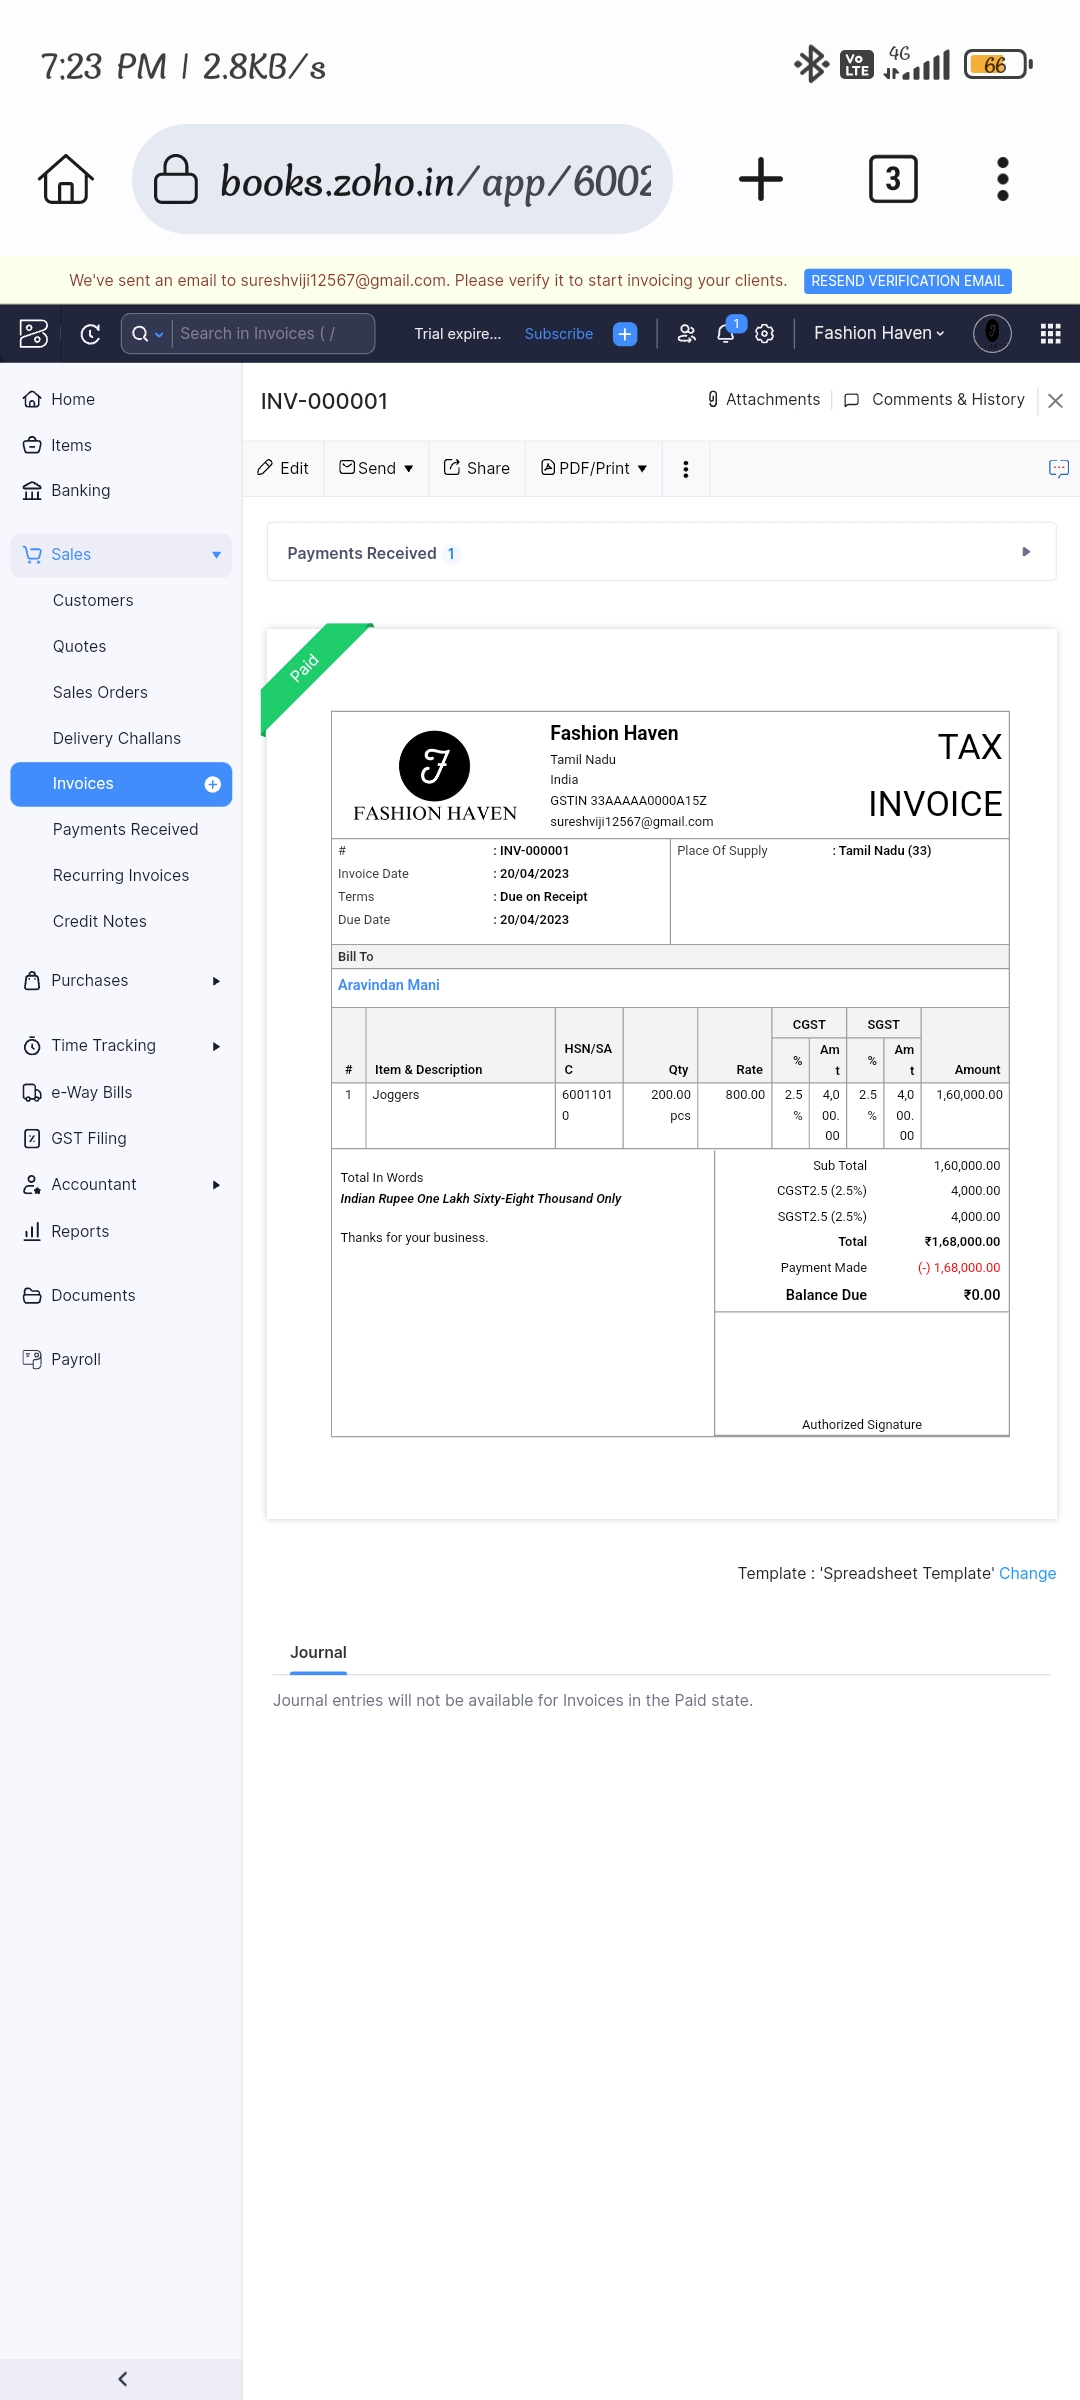 7:23 PM | 2.8KB/s
Vo LTE 4G 66
books.zoho.in/app/6002
3
We've sent an email to sureshviji12567@gmail.com. Please verify it to start invoicing your clients. RESEND VERIFICATION EMAIL
Search in Invoices ( / Trial expire... Subscribe 1 Fashion Haven
Home
Items
Banking
Sales
Customers
Quotes
Sales Orders
Delivery Challans
Invoices
Payments Received
Recurring Invoices
Credit Notes
Purchases
Time Tracking
e-Way Bills
GST Filing
Accountant
Reports
Documents
Payroll
INV-000001 Attachments Comments & History
Edit Send Share PDF/Print
Payments Received 1
Paid
F
FASHION HAVEN
Fashion Haven
Tamil Nadu
India
GSTIN 33AAAAA0000A15Z
sureshviji12567@gmail.com
TAX
INVOICE
# : INV-000001
Invoice Date : 20/04/2023
Terms : Due on Receipt
Due Date : 20/04/2023
Place Of Supply : Tamil Nadu (33)
Bill To
Aravindan Mani
# Item & Description HSN/SAC Qty Rate CGST % Amt SGST % Amt Amount
1 Joggers 66011010 200.00 pcs 800.00 2.5% 4,000.00 2.5% 4,000.00 1,60,000.00
Total In Words
Indian Rupee One Lakh Sixty-Eight Thousand Only
Thanks for your business.
Sub Total 1,60,000.00
CGST2.5 (2.5%) 4,000.00
SGST2.5 (2.5%) 4,000.00
Total ₹1,68,000.00
Payment Made (-) 1,68,000.00
Balance Due ₹0.00
Authorized Signature
Template : 'Spreadsheet Template' Change
Journal
Journal entries will not be available for Invoices in the Paid state.